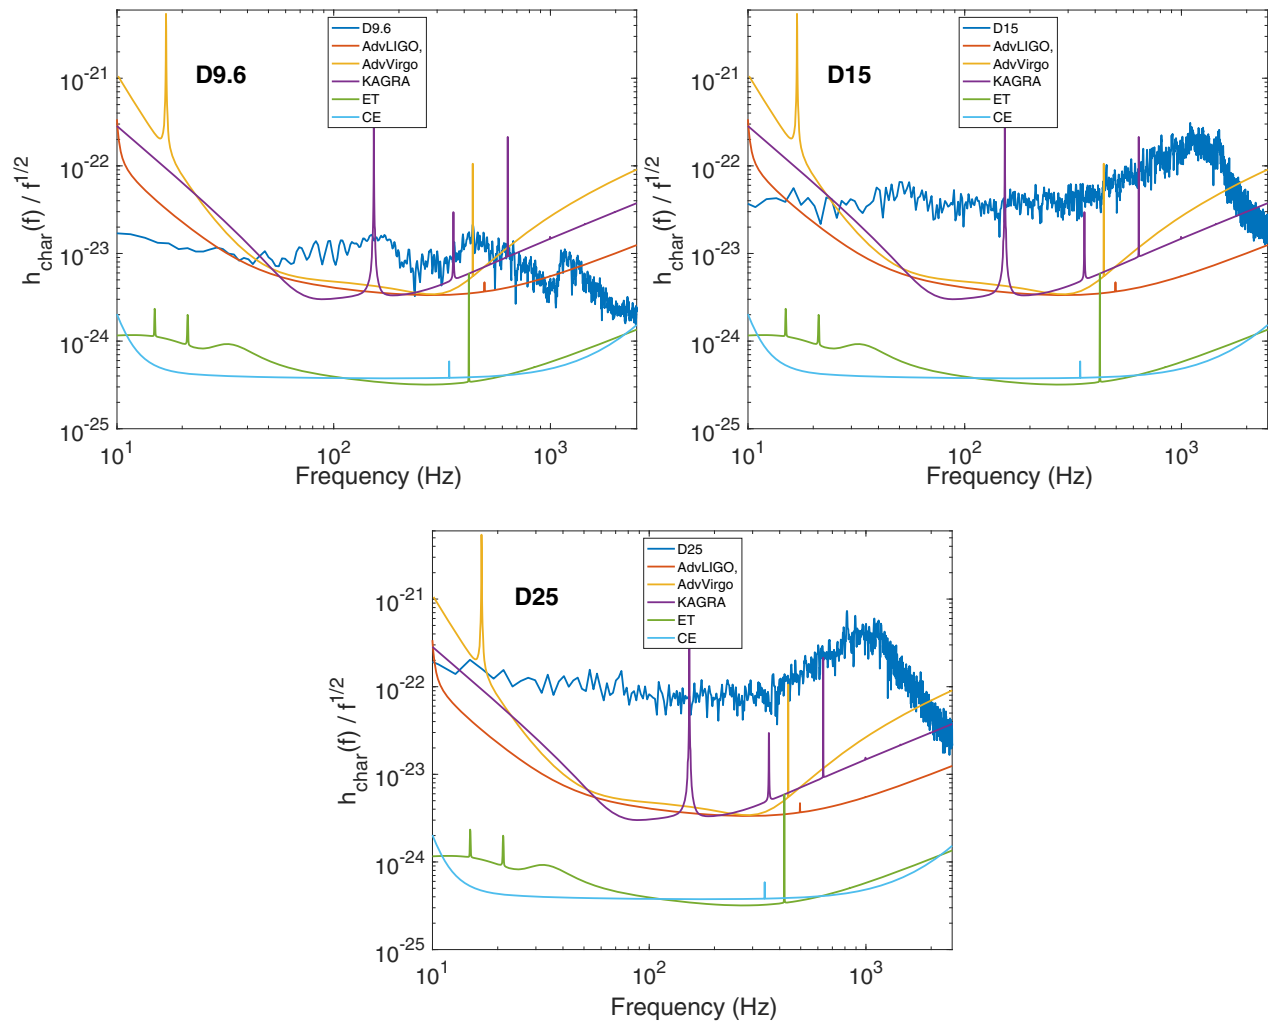 D9.6
AdvLIGO,
AdvVirgo
KAGRA
ET
CE
D9.6
10^-21
10^-22
10^-23
10^-24
10^-25
h_char(f) / f^1/2
10^1
10^2
10^3
Frequency (Hz)
D15
AdvLIGO,
AdvVirgo
KAGRA
ET
CE
D15
10^-21
10^-22
10^-23
10^-24
10^-25
h_char(f) / f^1/2
10^1
10^2
10^3
Frequency (Hz)
D25
AdvLIGO,
AdvVirgo
KAGRA
ET
CE
D25
10^-21
10^-22
10^-23
10^-24
10^-25
h_char(f) / f^1/2
10^1
10^2
10^3
Frequency (Hz)